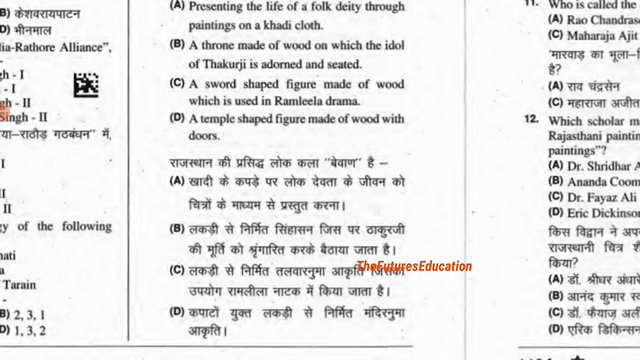 B) केशवरायपाटन
D) भीनमाल
lia-Rathore Alliance”,
gh - I
- I
gh - II
Singh - II
या–राठौड़ गठबंधन" में,
I
II
II
gy of the following
nati
a
Tarain
-
B) 2, 3, 1
D) 1, 3, 2
(A) Presenting the life of a folk deity through
paintings on a khadi cloth.
(B) A throne made of wood on which the idol
of Thakurji is adorned and seated.
(C) A sword shaped figure made of wood
which is used in Ramleela drama.
(D) A temple shaped figure made of wood with
doors.
राजस्थान की प्रसिद्ध लोक कला "बेवाण" है –
(A) खादी के कपड़े पर लोक देवता के जीवन को
चित्रों के माध्यम से प्रस्तुत करना।
(B) लकड़ी से निर्मित सिंहासन जिस पर ठाकुरजी
की मूर्ति को श्रृंगारित करके बैठाया जाता है।
(C) लकड़ी से निर्मित तलवारनुमा आकृति जिसका
उपयोग रामलीला नाटक में किया जाता है।
(D) कपाटों युक्त लकड़ी से निर्मित मंदिरनुमा
आकृति।
TheFuturesEducation
11. Who is called the
(A) Rao Chandras
(C) Maharaja Ajit
'मारवाड़ का भूला–
है?
(A) राव चंद्रसेन
(C) महाराजा अजीत
12. Which scholar m
Rajasthani paintin
paintings”?
(A) Dr. Shridhar A
(B) Ananda Coom
(C) Dr. Fayaz Ali
(D) Eric Dickinso
किस विद्वान ने अप
राजस्थानी चित्र शै
किया?
(A) डॉ. श्रीधर अंधारे
(B) आनंद कुमार स्व
(C) डॉ. फैयाज़ अली
(D) एरिक डिकिन्स